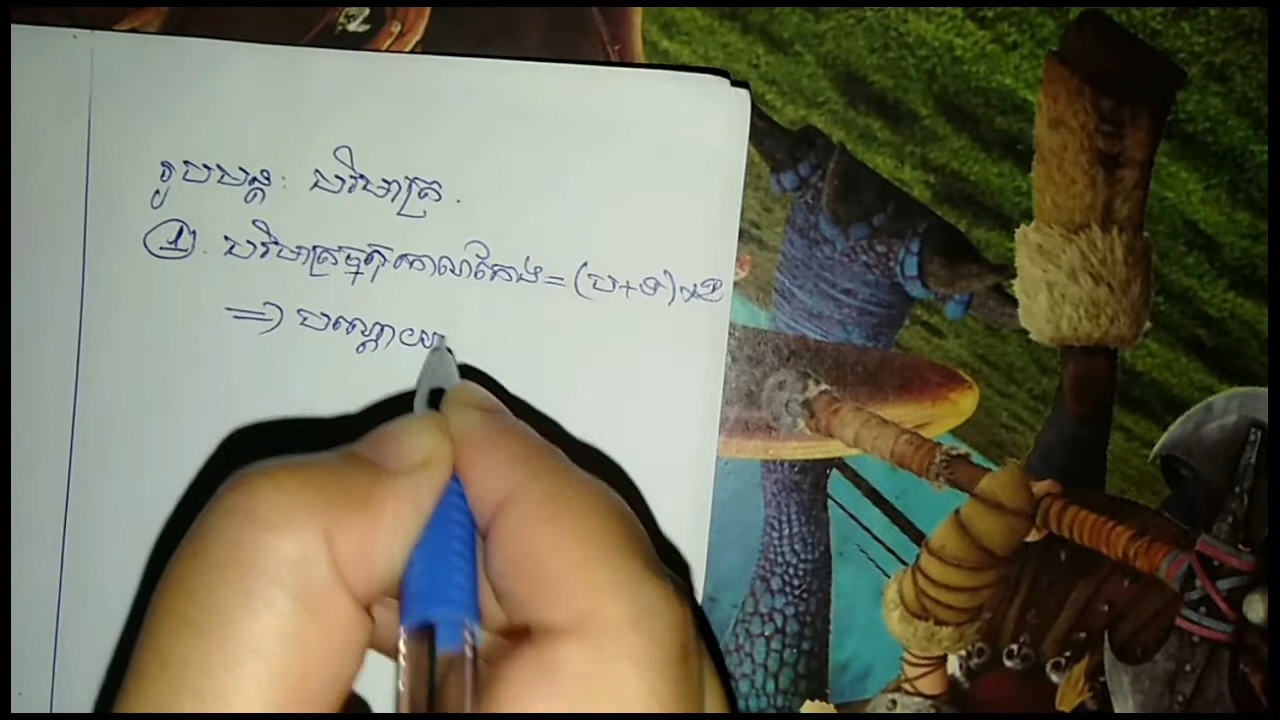 រូបមន្ត: បរិមាត្រ.
① . បរិមាត្រចតុកោណកែង = (ប+ទ)x2
=> បណ្តោយ